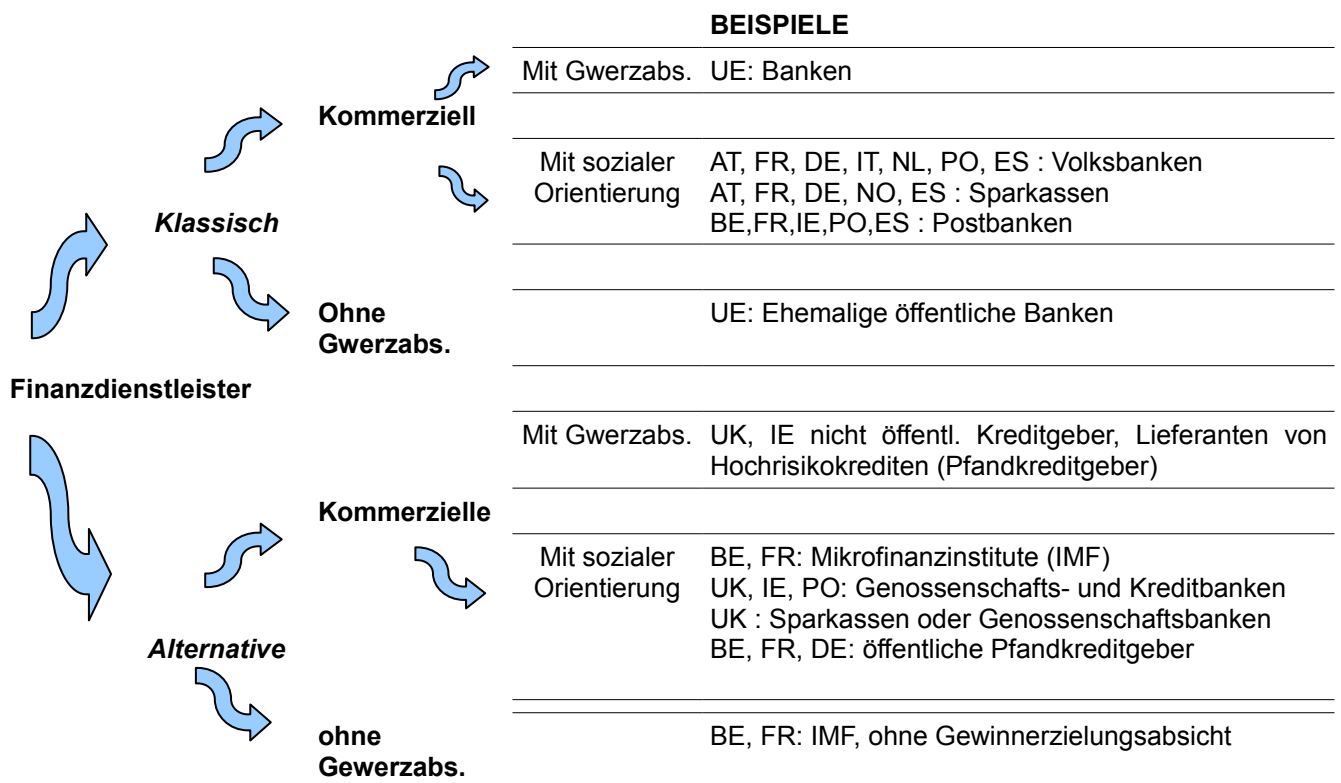 BEISPIELE
Mit Gwerzabs. UE: Banken
Kommerziell
Mit sozialer AT, FR, DE, IT, NL, PO, ES : Volksbanken
Orientierung AT, FR, DE, NO, ES : Sparkassen
Klassisch BE,FR,IE,PO,ES : Postbanken
Ohne UE: Ehemalige öffentliche Banken
Gwerzabs.
Finanzdienstleister
Mit Gwerzabs. UK, IE nicht öffentl. Kreditgeber, Lieferanten von
Hochrisikokrediten (Pfandkreditgeber)
Kommerzielle
Mit sozialer BE, FR: Mikrofinanzinstitute (IMF)
Orientierung UK, IE, PO: Genossenschafts- und Kreditbanken
UK : Sparkassen oder Genossenschaftsbanken
Alternative BE, FR, DE: öffentliche Pfandkreditgeber
ohne BE, FR: IMF, ohne Gewinnerzielungsabsicht
Gewerzabs.